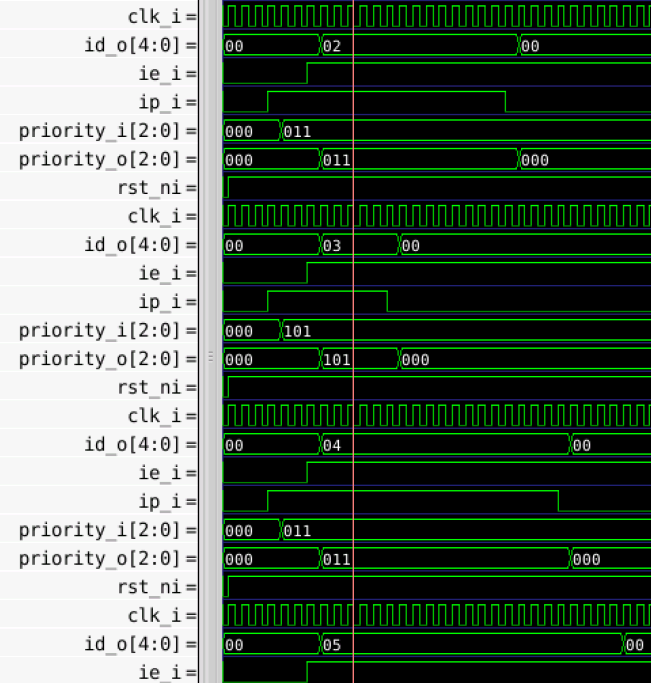 clk_i=
id_o[4:0]= 00 02 00
ie_i=
ip_i=
priority_i[2:0]= 000 011
priority_o[2:0]= 000 011 000
rst_ni=
clk_i=
id_o[4:0]= 00 03 00
ie_i=
ip_i=
priority_i[2:0]= 000 101
priority_o[2:0]= 000 101 000
rst_ni=
clk_i=
id_o[4:0]= 00 04 00
ie_i=
ip_i=
priority_i[2:0]= 000 011
priority_o[2:0]= 000 011 000
rst_ni=
clk_i=
id_o[4:0]= 00 05 00
ie_i=